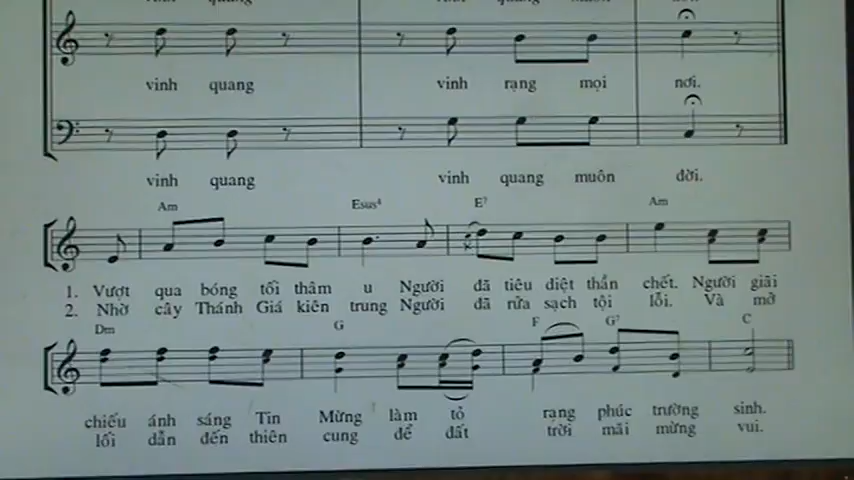 vinh quang vinh rạng mọi nơi.
vinh quang vinh quang muôn đời.
Am Esus⁴ E⁷ Am
1. Vượt qua bóng tối thâm u Người đã tiêu diệt thần chết. Người giãi
2. Nhờ cây Thánh Giá kiên trung Người đã rửa sạch tội lỗi. Và mở
Dm G F G⁷ C
chiếu ánh sáng Tin Mừng làm tỏ rạng phúc trường sinh.
lối dẫn đến thiên cung để đất trời mãi mừng vui.